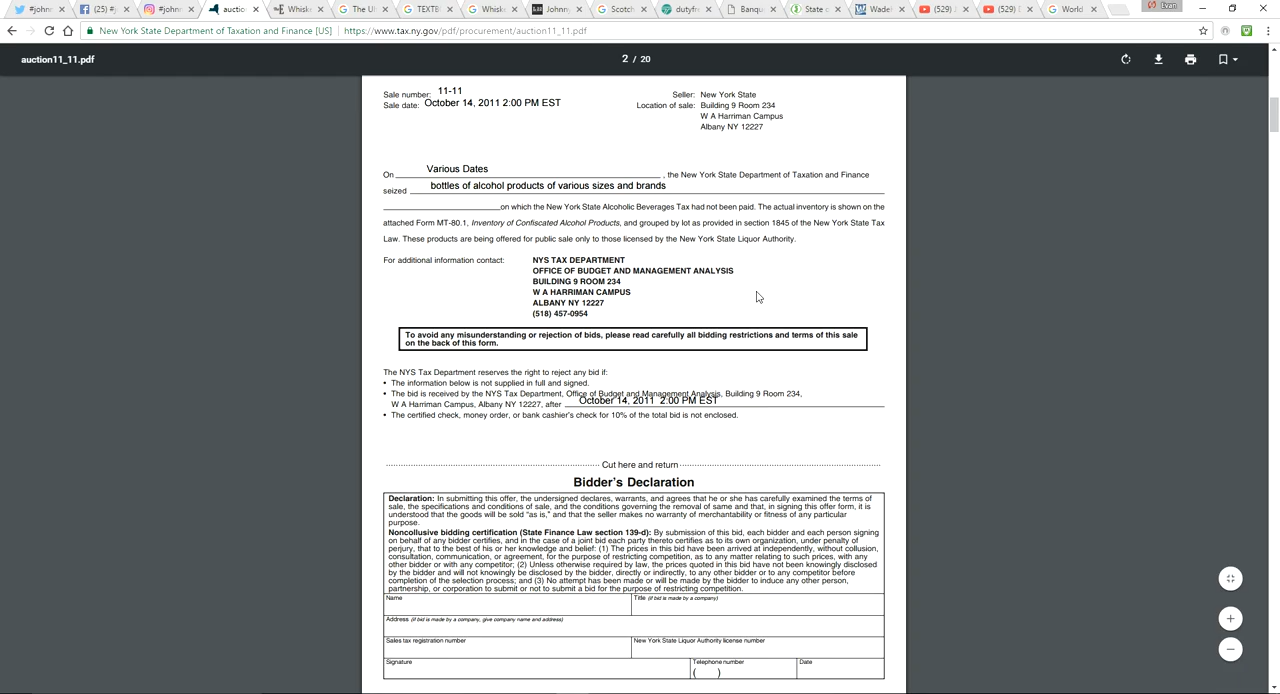 #john
(25) #j
#john
auctio
Whiske
The U
TEXTB
Whisk
Johnn
Scotch
dutyfr
Banqu
State o
Wadel
(529)
(529)
World
Evan
New York State Department of Taxation and Finance [US] | https://www.tax.ny.gov/pdf/procurement/auction11_11.pdf
auction11_11.pdf
2 / 20
Sale number: 11-11
Sale date: October 14, 2011 2:00 PM EST
Seller: New York State
Location of sale: Building 9 Room 234
W A Harriman Campus
Albany NY 12227
On Various Dates , the New York State Department of Taxation and Finance
seized bottles of alcohol products of various sizes and brands
on which the New York State Alcoholic Beverages Tax had not been paid. The actual inventory is shown on the
attached Form MT-80.1, Inventory of Confiscated Alcohol Products, and grouped by lot as provided in section 1845 of the New York State Tax
Law. These products are being offered for public sale only to those licensed by the New York State Liquor Authority.
For additional information contact:
NYS TAX DEPARTMENT
OFFICE OF BUDGET AND MANAGEMENT ANALYSIS
BUILDING 9 ROOM 234
W A HARRIMAN CAMPUS
ALBANY NY 12227
(518) 457-0954
To avoid any misunderstanding or rejection of bids, please read carefully all bidding restrictions and terms of this sale
on the back of this form.
The NYS Tax Department reserves the right to reject any bid if:
• The information below is not supplied in full and signed.
• The bid is received by the NYS Tax Department, Office of Budget and Management Analysis, Building 9 Room 234,
W A Harriman Campus, Albany NY 12227, after October 14, 2011 2:00 PM EST
• The certified check, money order, or bank cashier's check for 10% of the total bid is not enclosed.
Cut here and return
Bidder's Declaration
Declaration: In submitting this offer, the undersigned declares, warrants, and agrees that he or she has carefully examined the terms of
sale, the specifications and conditions of sale, and the conditions governing the removal of same and that, in signing this offer form, it is
understood that the goods will be sold "as is," and that the seller makes no warranty of merchantability or fitness of any particular
purpose.
Noncollusive bidding certification (State Finance Law section 139-d): By submission of this bid, each bidder and each person signing
on behalf of any bidder certifies, and in the case of a joint bid each party thereto certifies as to its own organization, under penalty of
perjury, that to the best of his or her knowledge and belief: (1) The prices in this bid have been arrived at independently, without collusion,
consultation, communication, or agreement, for the purpose of restricting competition, as to any matter relating to such prices, with any
other bidder or with any competitor; (2) Unless otherwise required by law, the prices quoted in this bid have not been knowingly disclosed
by the bidder and will not knowingly be disclosed by the bidder, directly or indirectly, to any other bidder or to any competitor before
completion of the selection process; and (3) No attempt has been made or will be made by the bidder to induce any other person,
partnership, or corporation to submit or not to submit a bid for the purpose of restricting competition.
Name
Title (if bid is made by a company)
Address (if bid is made by a company, give company name and address)
Sales tax registration number
New York State Liquor Authority license number
Signature
Telephone number
( )
Date